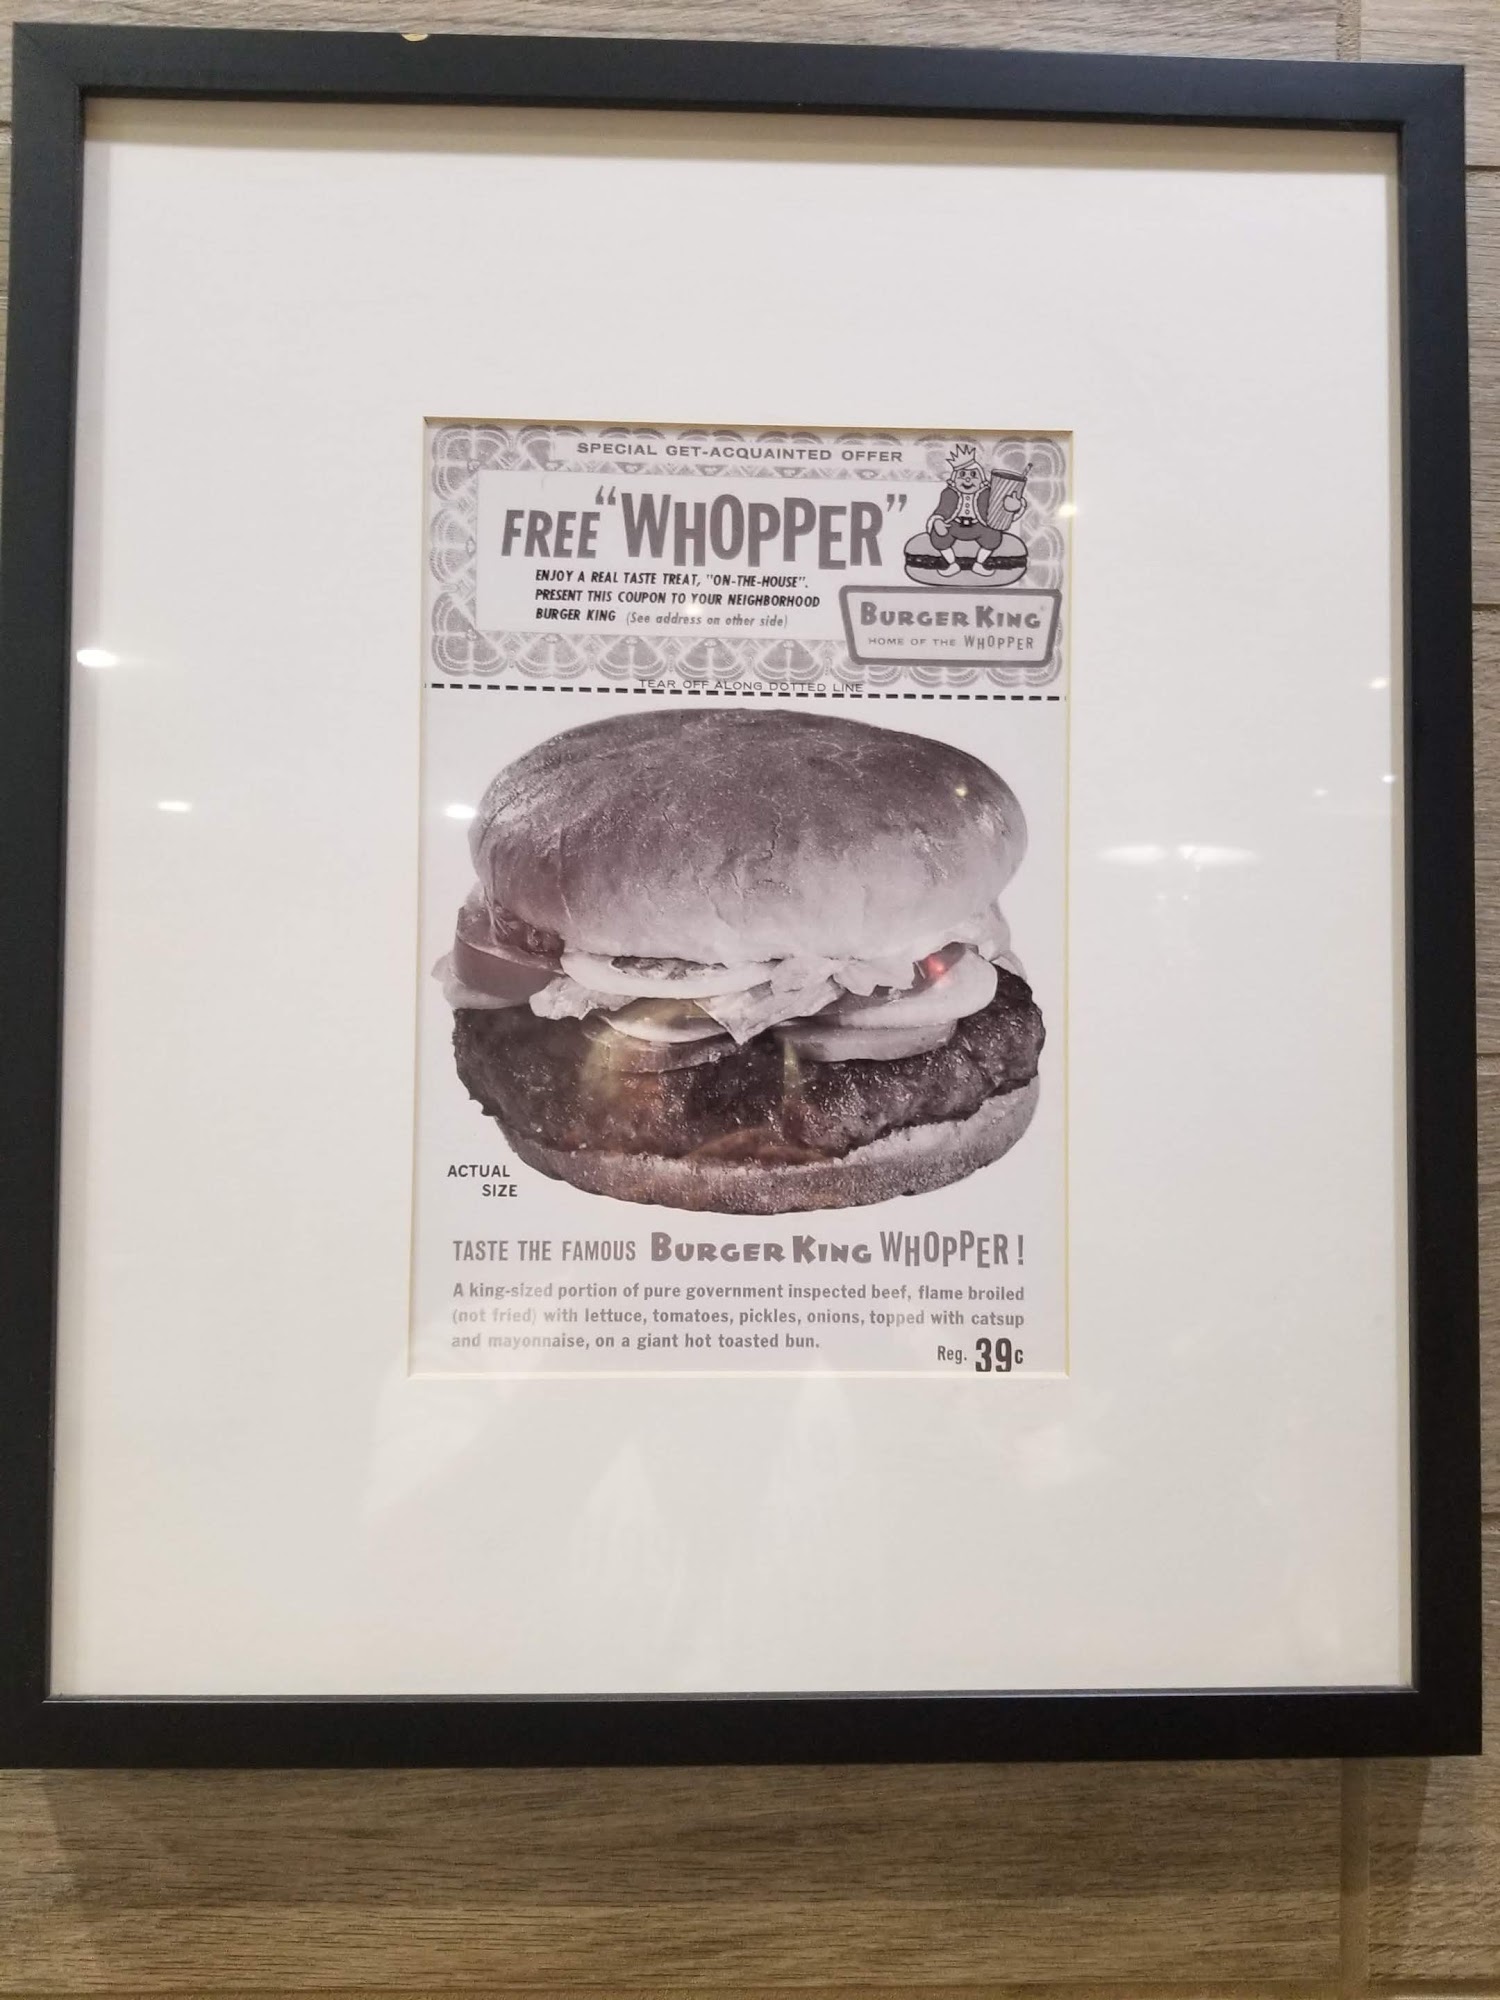 SPECIAL GET-ACQUAINTED OFFER
FREE "WHOPPER"
ENJOY A REAL TASTE TREAT, "ON-THE-HOUSE".
PRESENT THIS COUPON TO YOUR NEIGHBORHOOD
BURGER KING (See address on other side)
BURGER KING®
HOME OF THE WHOPPER
TEAR OFF ALONG DOTTED LINE
ACTUAL
SIZE
TASTE THE FAMOUS BURGER KING WHOPPER!
A king-sized portion of pure government inspected beef, flame broiled
(not fried) with lettuce, tomatoes, pickles, onions, topped with catsup
and mayonnaise, on a giant hot toasted bun.
Reg. 39c